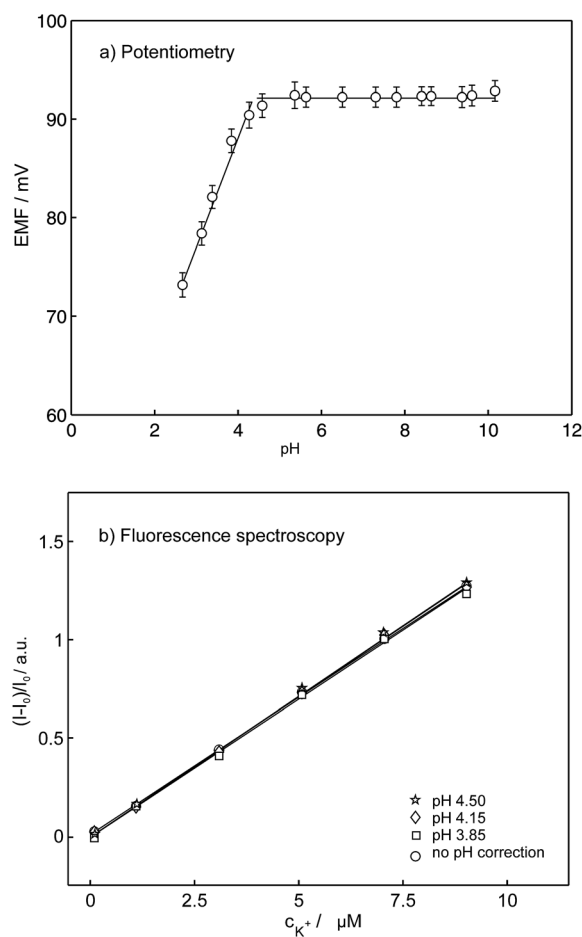 100
a) Potentiometry
90
80
70
60
EMF / mV
0 2 4 6 8 10 12
pH
b) Fluorescence spectroscopy
1.5
1
0.5
0
(I-I₀)/I₀ / a.u.
pH 4.50
pH 4.15
pH 3.85
no pH correction
0 2.5 5 7.5 10
c_K⁺ / μM